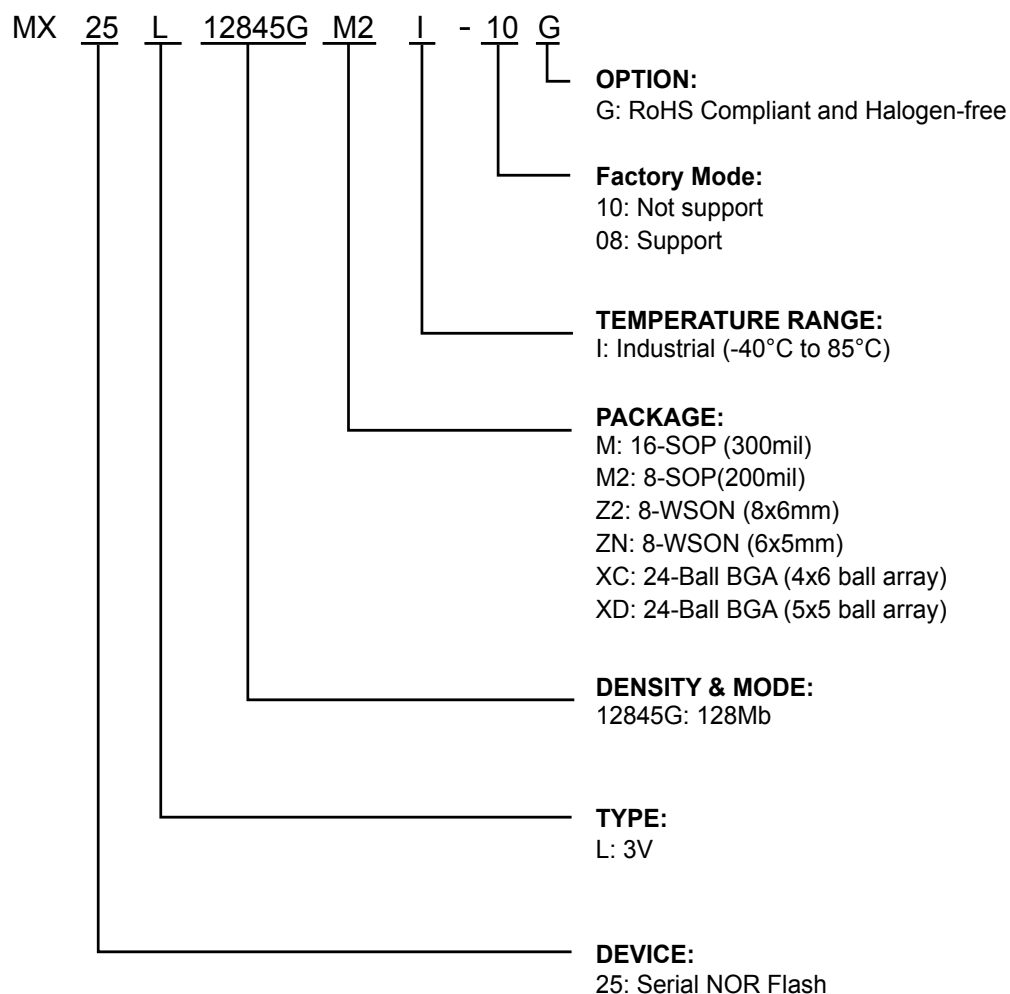 MX 25 L 12845G M2 I - 10 G
OPTION:
G: RoHS Compliant and Halogen-free
Factory Mode:
10: Not support
08: Support
TEMPERATURE RANGE:
I: Industrial (-40°C to 85°C)
PACKAGE:
M: 16-SOP (300mil)
M2: 8-SOP(200mil)
Z2: 8-WSON (8x6mm)
ZN: 8-WSON (6x5mm)
XC: 24-Ball BGA (4x6 ball array)
XD: 24-Ball BGA (5x5 ball array)
DENSITY & MODE:
12845G: 128Mb
TYPE:
L: 3V
DEVICE:
25: Serial NOR Flash